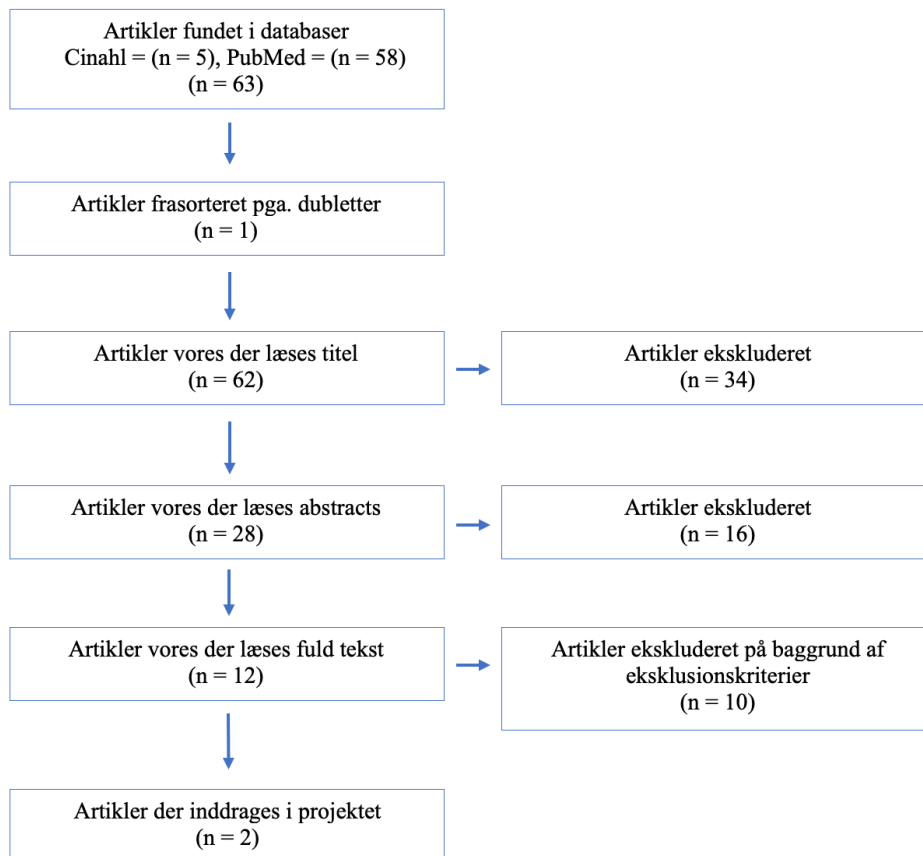 Artikler fundet i databaser
Cinahl = (n = 5), PubMed = (n = 58)
(n = 63)
Artikler frasorteret pga. dubletter
(n = 1)
Artikler vores der læses titel
(n = 62)
Artikler ekskluderet
(n = 34)
Artikler vores der læses abstracts
(n = 28)
Artikler ekskluderet
(n = 16)
Artikler vores der læses fuld tekst
(n = 12)
Artikler ekskluderet på baggrund af
eksklusionskriterier
(n = 10)
Artikler der inddrages i projektet
(n = 2)